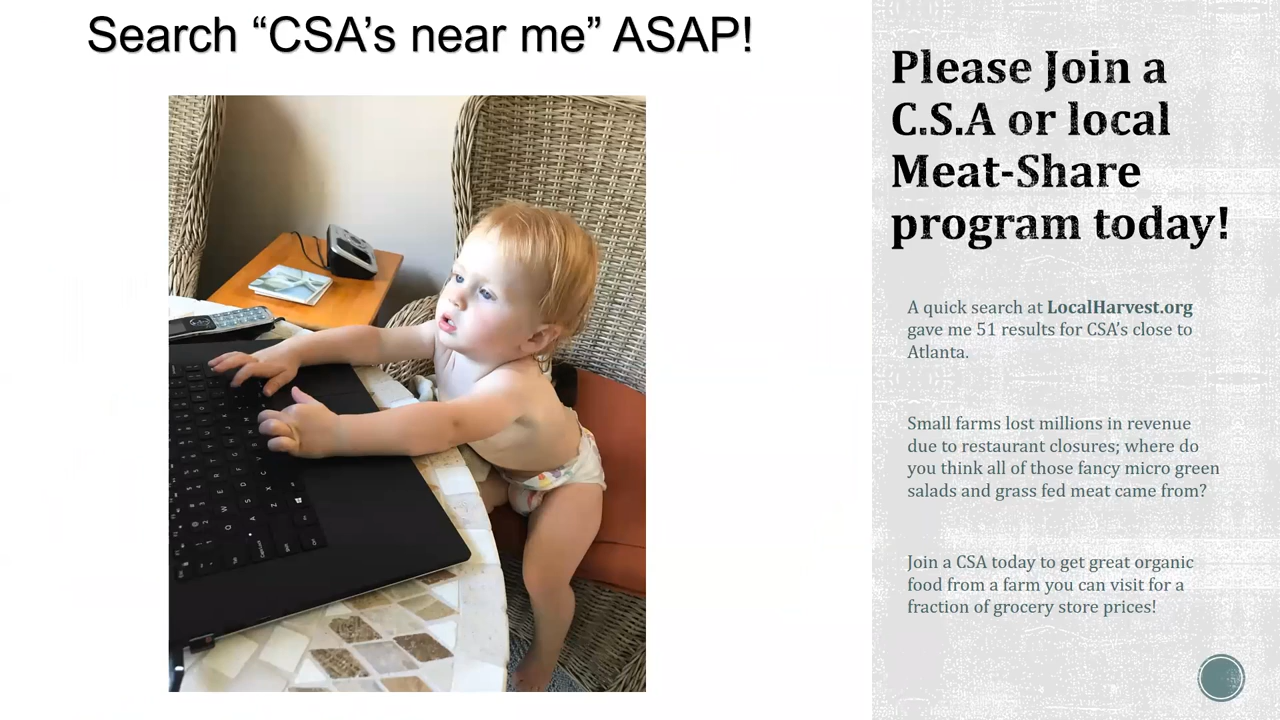 Search “CSA’s near me” ASAP!
Please Join a
C.S.A or local
Meat-Share
program today!
A quick search at LocalHarvest.org
gave me 51 results for CSA’s close to
Atlanta.
Small farms lost millions in revenue
due to restaurant closures; where do
you think all of those fancy micro green
salads and grass fed meat came from?
Join a CSA today to get great organic
food from a farm you can visit for a
fraction of grocery store prices!